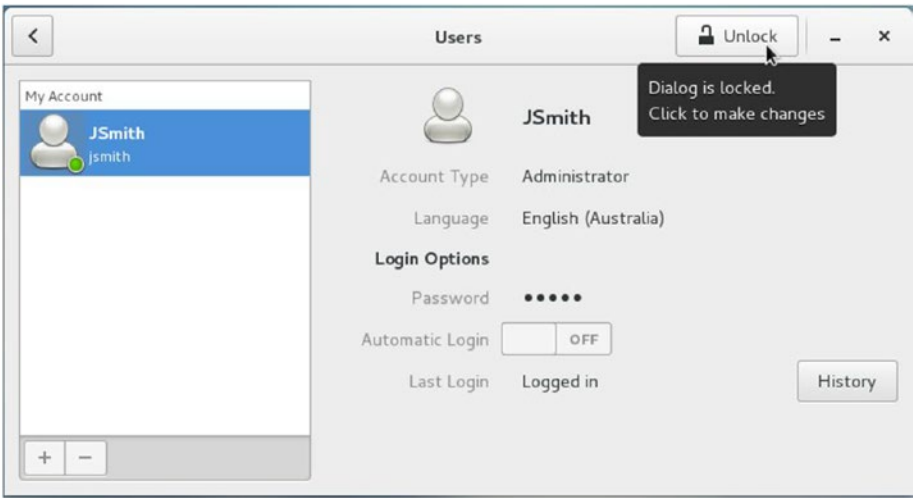 Users
Unlock
Dialog is locked.
Click to make changes
My Account
JSmith
jsmith
JSmith
Account Type Administrator
Language English (Australia)
Login Options
Password •••••
Automatic Login OFF
Last Login Logged in
History
+ −